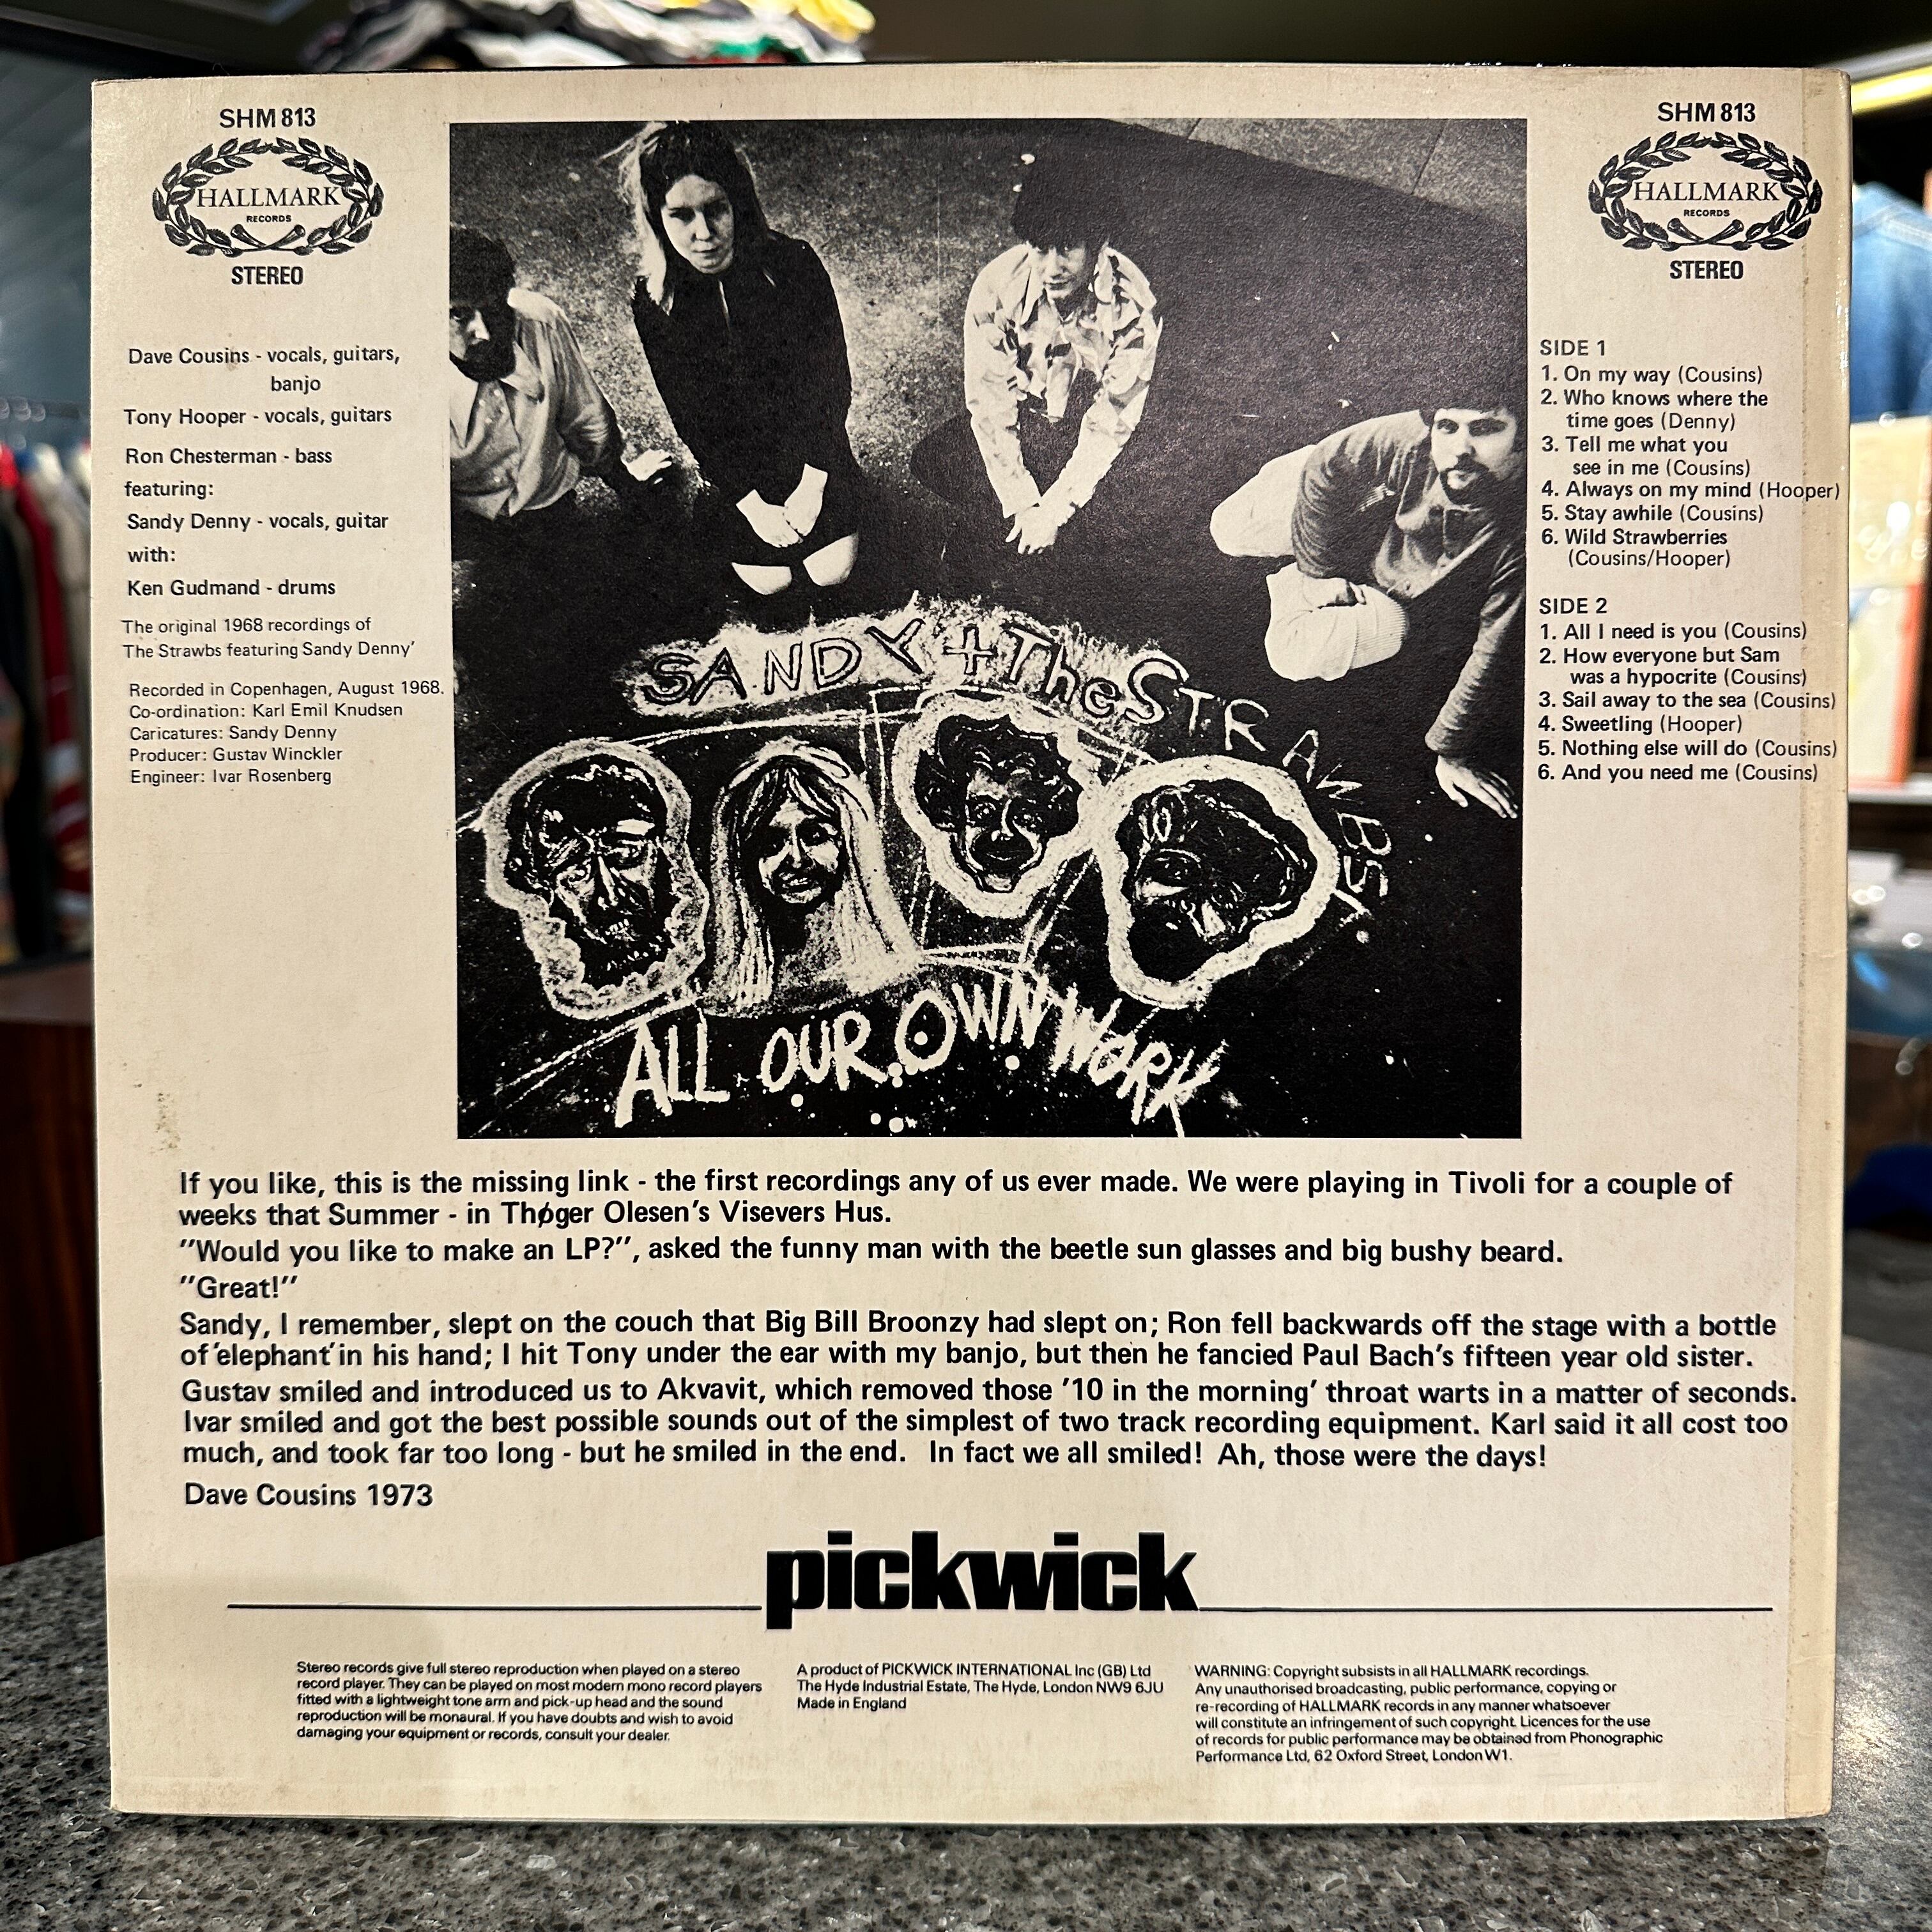 SHM 813
HALLMARK
RECORDS
STEREO
Dave Cousins - vocals, guitars,
banjo
Tony Hooper - vocals, guitars
Ron Chesterman - bass
featuring:
Sandy Denny - vocals, guitar
with:
Ken Gudmand - drums
The original 1968 recordings of
The Strawbs featuring Sandy Denny’
Recorded in Copenhagen, August 1968.
Co-ordination: Karl Emil Knudsen
Caricatures: Sandy Denny
Producer: Gustav Winckler
Engineer: Ivar Rosenberg
SANDY + The STRAWBS
ALL OUR OWN WORK
SHM 813
HALLMARK
RECORDS
STEREO
SIDE 1
1. On my way (Cousins)
2. Who knows where the
time goes (Denny)
3. Tell me what you
see in me (Cousins)
4. Always on my mind (Hooper)
5. Stay awhile (Cousins)
6. Wild Strawberries
(Cousins/Hooper)
SIDE 2
1. All I need is you (Cousins)
2. How everyone but Sam
was a hypocrite (Cousins)
3. Sail away to the sea (Cousins)
4. Sweetling (Hooper)
5. Nothing else will do (Cousins)
6. And you need me (Cousins)
If you like, this is the missing link - the first recordings any of us ever made. We were playing in Tivoli for a couple of
weeks that Summer - in Thøger Olesen's Visevers Hus.
"Would you like to make an LP?", asked the funny man with the beetle sun glasses and big bushy beard.
"Great!"
Sandy, I remember, slept on the couch that Big Bill Broonzy had slept on; Ron fell backwards off the stage with a bottle
of 'elephant' in his hand; I hit Tony under the ear with my banjo, but then he fancied Paul Bach's fifteen year old sister.
Gustav smiled and introduced us to Akvavit, which removed those '10 in the morning' throat warts in a matter of seconds.
Ivar smiled and got the best possible sounds out of the simplest of two track recording equipment. Karl said it all cost too
much, and took far too long - but he smiled in the end. In fact we all smiled! Ah, those were the days!
Dave Cousins 1973
pickwick
Stereo records give full stereo reproduction when played on a stereo
record player. They can be played on most modern mono record players
fitted with a lightweight tone arm and pick-up head and the sound
reproduction will be monaural. If you have doubts and wish to avoid
damaging your equipment or records, consult your dealer.
A product of PICKWICK INTERNATIONAL Inc (GB) Ltd
The Hyde Industrial Estate, The Hyde, London NW9 6JU
Made in England
WARNING: Copyright subsists in all HALLMARK recordings.
Any unauthorised broadcasting, public performance, copying or
re-recording of HALLMARK records in any manner whatsoever
will constitute an infringement of such copyright. Licences for the use
of records for public performance may be obtained from Phonographic
Performance Ltd, 62 Oxford Street, London W1.